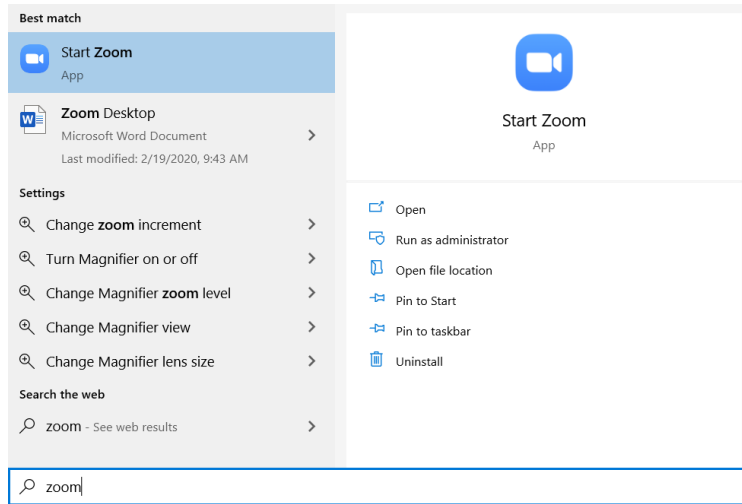 Best match
Start Zoom
App
Zoom Desktop
Microsoft Word Document
Last modified: 2/19/2020, 9:43 AM
Settings
Change zoom increment
Turn Magnifier on or off
Change Magnifier zoom level
Change Magnifier view
Change Magnifier lens size
Search the web
zoom - See web results
Start Zoom
App
Open
Run as administrator
Open file location
Pin to Start
Pin to taskbar
Uninstall
zoom